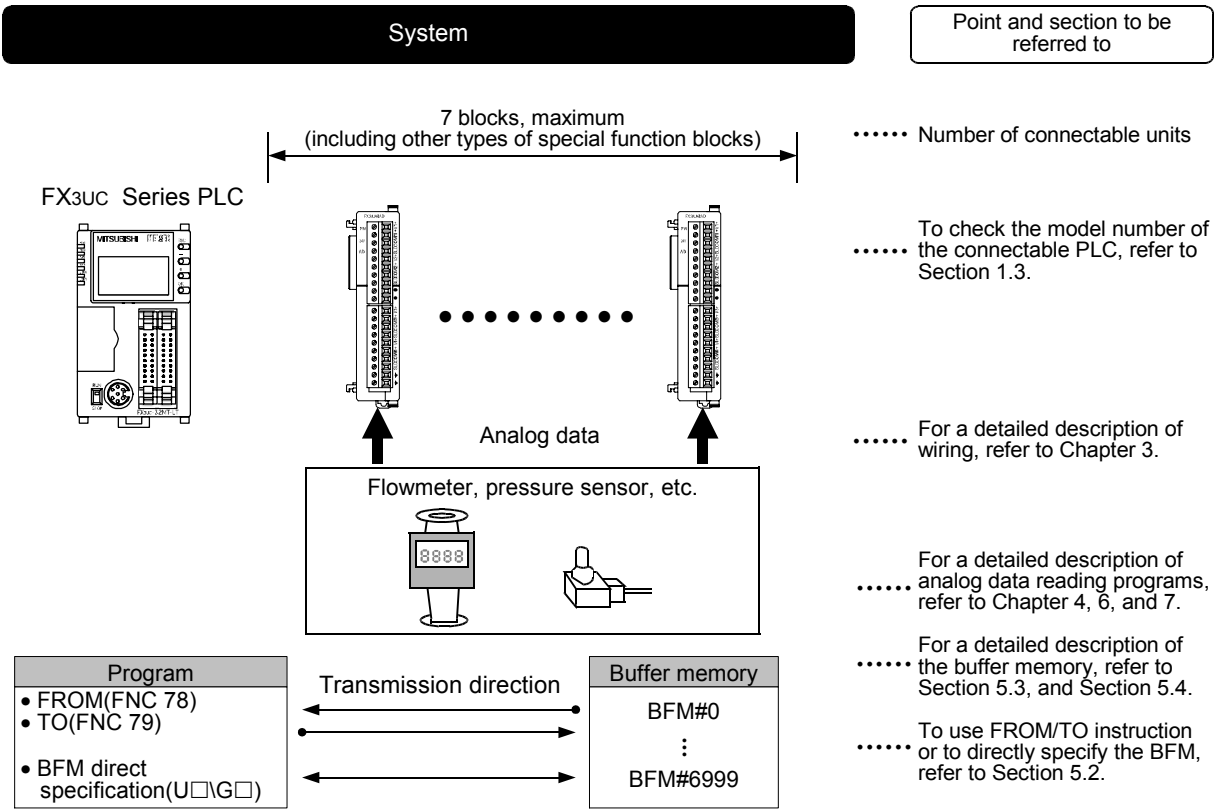 System
Point and section to be
referred to
7 blocks, maximum
(including other types of special function blocks)
•••••• Number of connectable units
FX3UC Series PLC
MITSUBISHI
RUN
STOP
•••••• To check the model number of
the connectable PLC, refer to
Section 1.3.
Analog data
•••••• For a detailed description of
wiring, refer to Chapter 3.
Flowmeter, pressure sensor, etc.
8888
•••••• For a detailed description of
analog data reading programs,
refer to Chapter 4, 6, and 7.
•••••• For a detailed description of
the buffer memory, refer to
Section 5.3, and Section 5.4.
•••••• To use FROM/TO instruction
or to directly specify the BFM,
refer to Section 5.2.
Program
• FROM(FNC 78)
• TO(FNC 79)
• BFM direct
specification(U□\G□)
Transmission direction
Buffer memory
BFM#0
⋮
BFM#6999